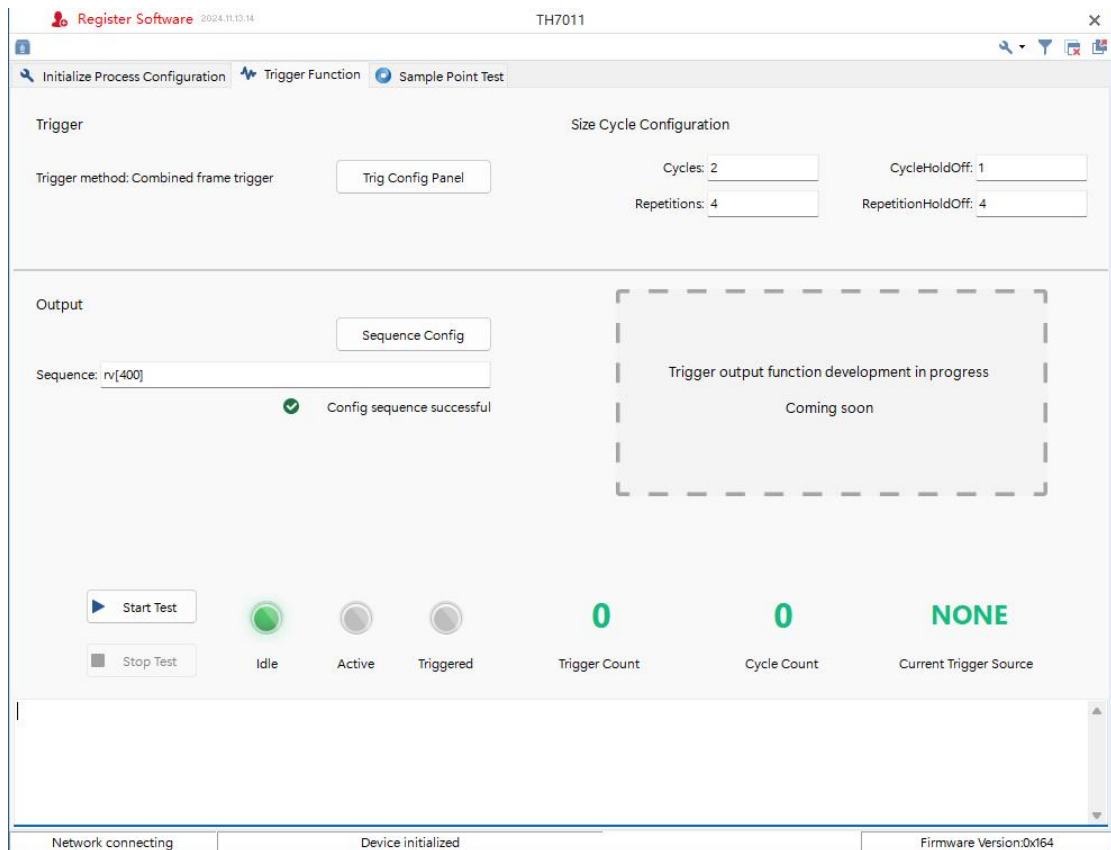 Register Software 2024.11.13.14
TH7011
Initialize Process Configuration
Trigger Function
Sample Point Test
Trigger
Trigger method: Combined frame trigger
Trig Config Panel
Size Cycle Configuration
Cycles: 2
CycleHoldOff: 1
Repetitions: 4
RepetitionHoldOff: 4
Output
Sequence Config
Sequence: rv[400]
Config sequence successful
Trigger output function development in progress
Coming soon
Start Test
Stop Test
Idle
Active
Triggered
0
Trigger Count
0
Cycle Count
NONE
Current Trigger Source
Network connecting
Device initialized
Firmware Version:0x164